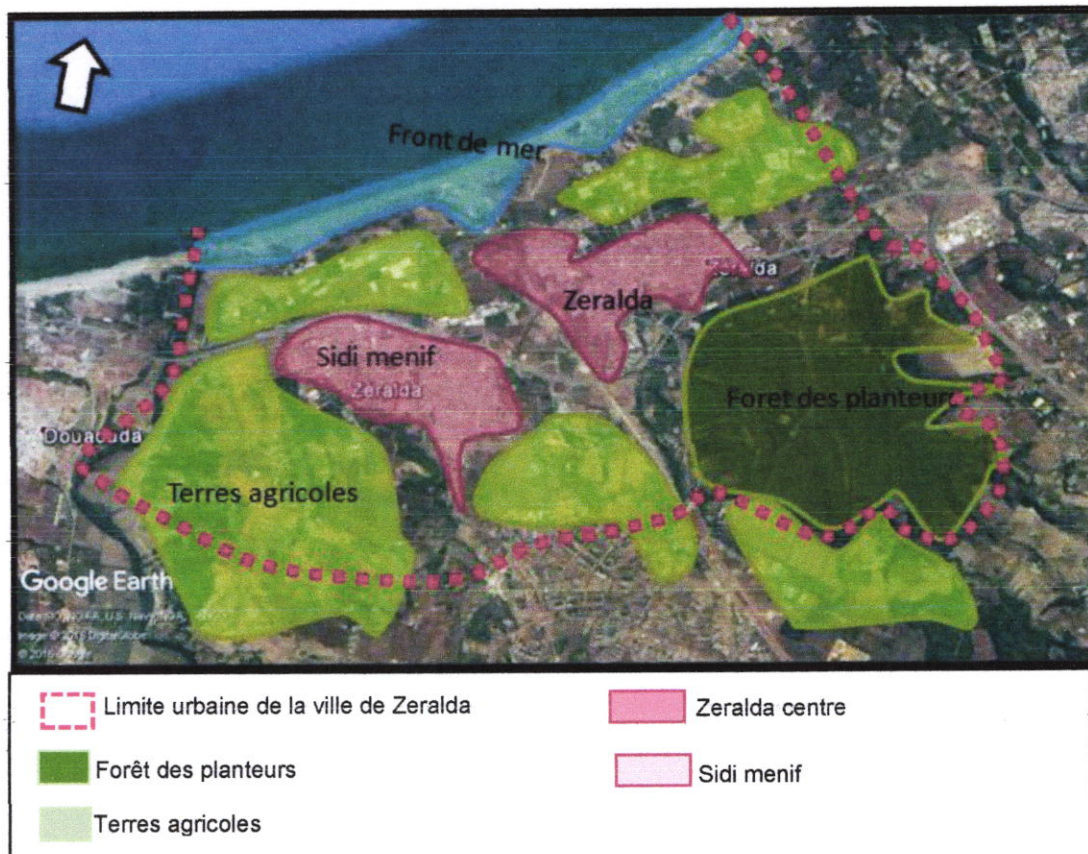 Front de mer
Zeralda
Zeralda
Sidi menif
Zeralda
Foret des planteurs
Douaouda
Terres agricoles
Google Earth
Limite urbaine de la ville de Zeralda
Zeralda centre
Forêt des planteurs
Sidi menif
Terres agricoles